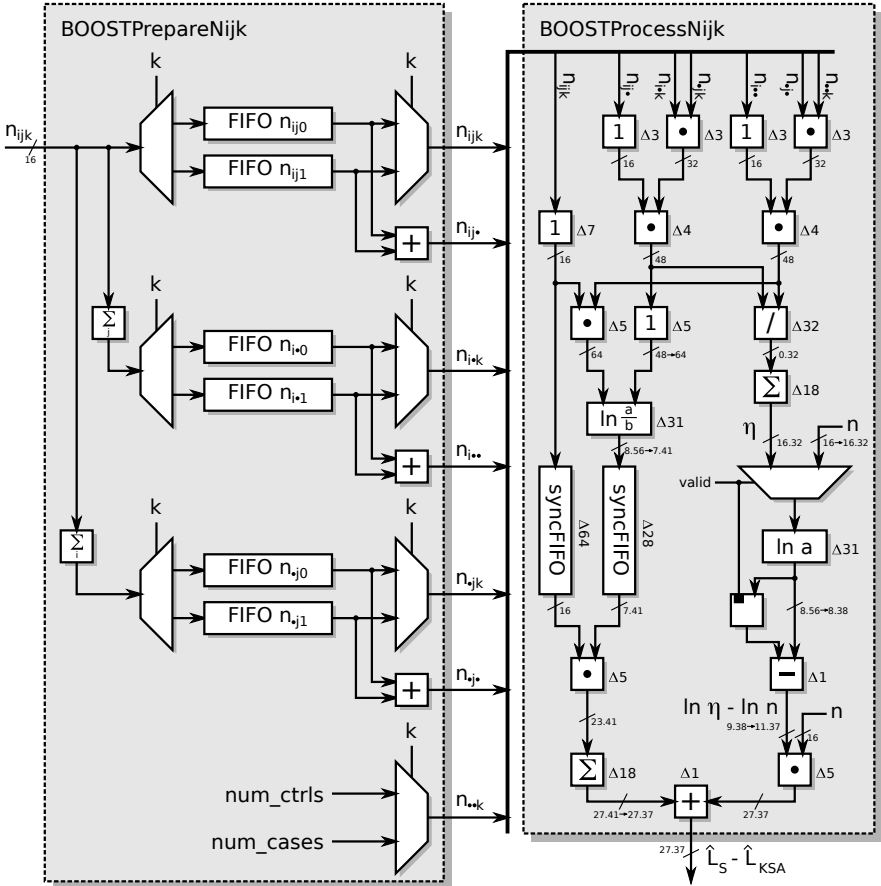 BOOSTPrepareNijk
BOOSTProcessNijk
k
k
n_ijk
16
FIFO n_ij0
FIFO n_ij1
n_ijk
+
n_ij•
Σ
j
k
k
FIFO n_i•0
FIFO n_i•1
n_i•k
+
n_i••
Σ
i
k
k
FIFO n_•j0
FIFO n_•j1
n_•jk
+
n_•j•
k
num_ctrls
num_cases
n_••k
n_ijk
n_ij•
n_i•k
n_•jk
n_i••
n_•j•
n_••k
1 Δ3
• Δ3
1 Δ3
• Δ3
16
32
16
32
1 Δ7
• Δ4
• Δ4
16
48
48
• Δ5
1 Δ5
/ Δ32
64
48→64
0.32
ln a/b Δ31
Σ Δ18
8.56→7.41
η
16.32
n
16→16.32
syncFIFO Δ64
syncFIFO Δ28
valid
ln a Δ31
16
7.41
8.56→8.38
• Δ5
− Δ1
23.41
ln η - ln n
9.38→11.37
n
16
Σ Δ18
Δ1
+
• Δ5
27.41→27.37
27.37
27.37
L̂_S - L̂_KSA